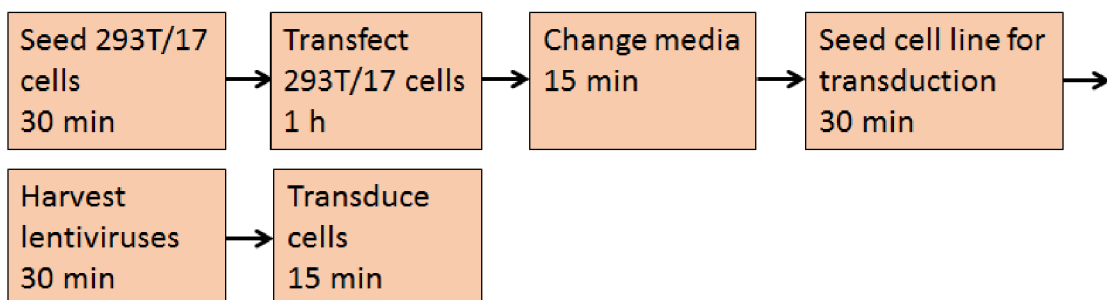 Seed 293T/17
cells
30 min
Transfect
293T/17 cells
1 h
Change media
15 min
Seed cell line for
transduction
30 min
Harvest
lentiviruses
30 min
Transduce
cells
15 min